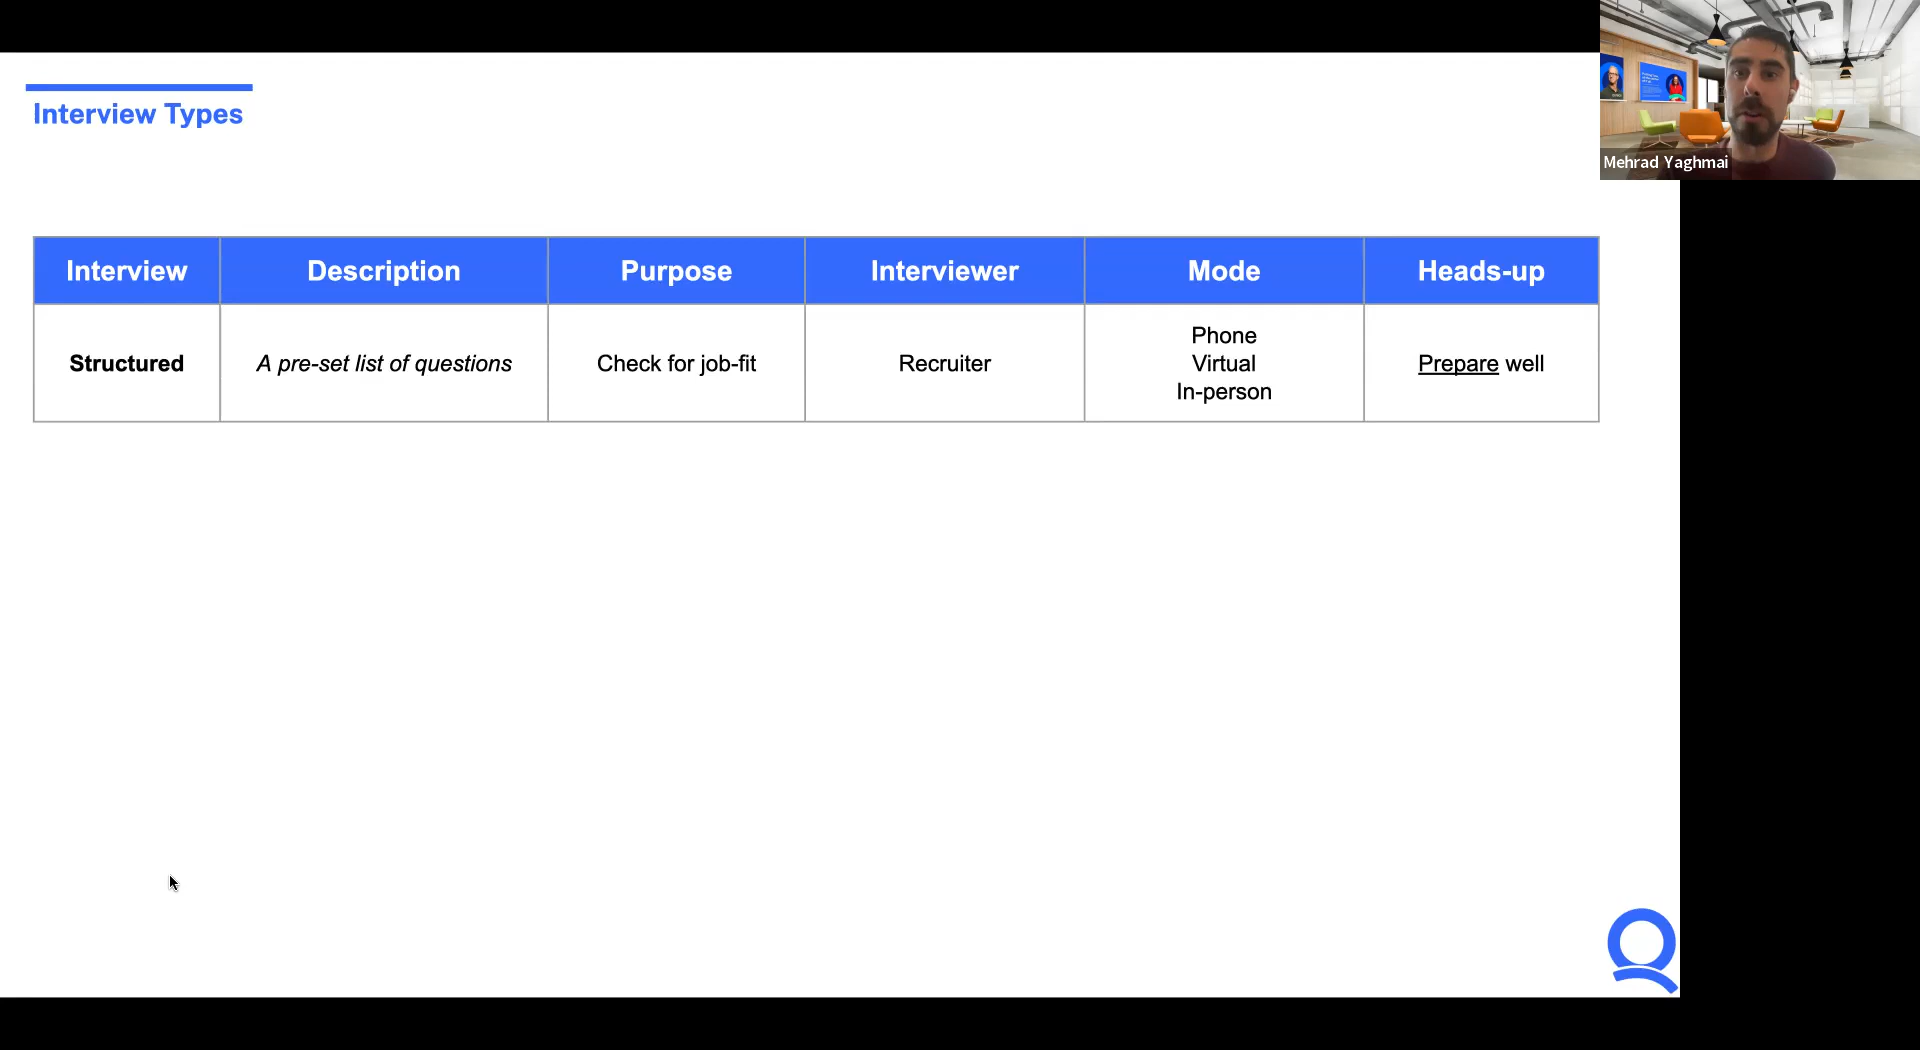 Interview Types
Mehrad Yaghmai
Interview Description Purpose Interviewer Mode Heads-up
Structured A pre-set list of questions Check for job-fit Recruiter Phone
Virtual
In-person Prepare well